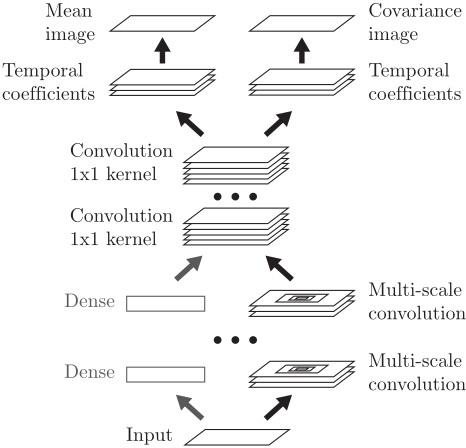 Mean
image
Covariance
image
Temporal
coefficients
Temporal
coefficients
Convolution
1x1 kernel
Convolution
1x1 kernel
Dense
Multi-scale
convolution
Dense
Multi-scale
convolution
Input